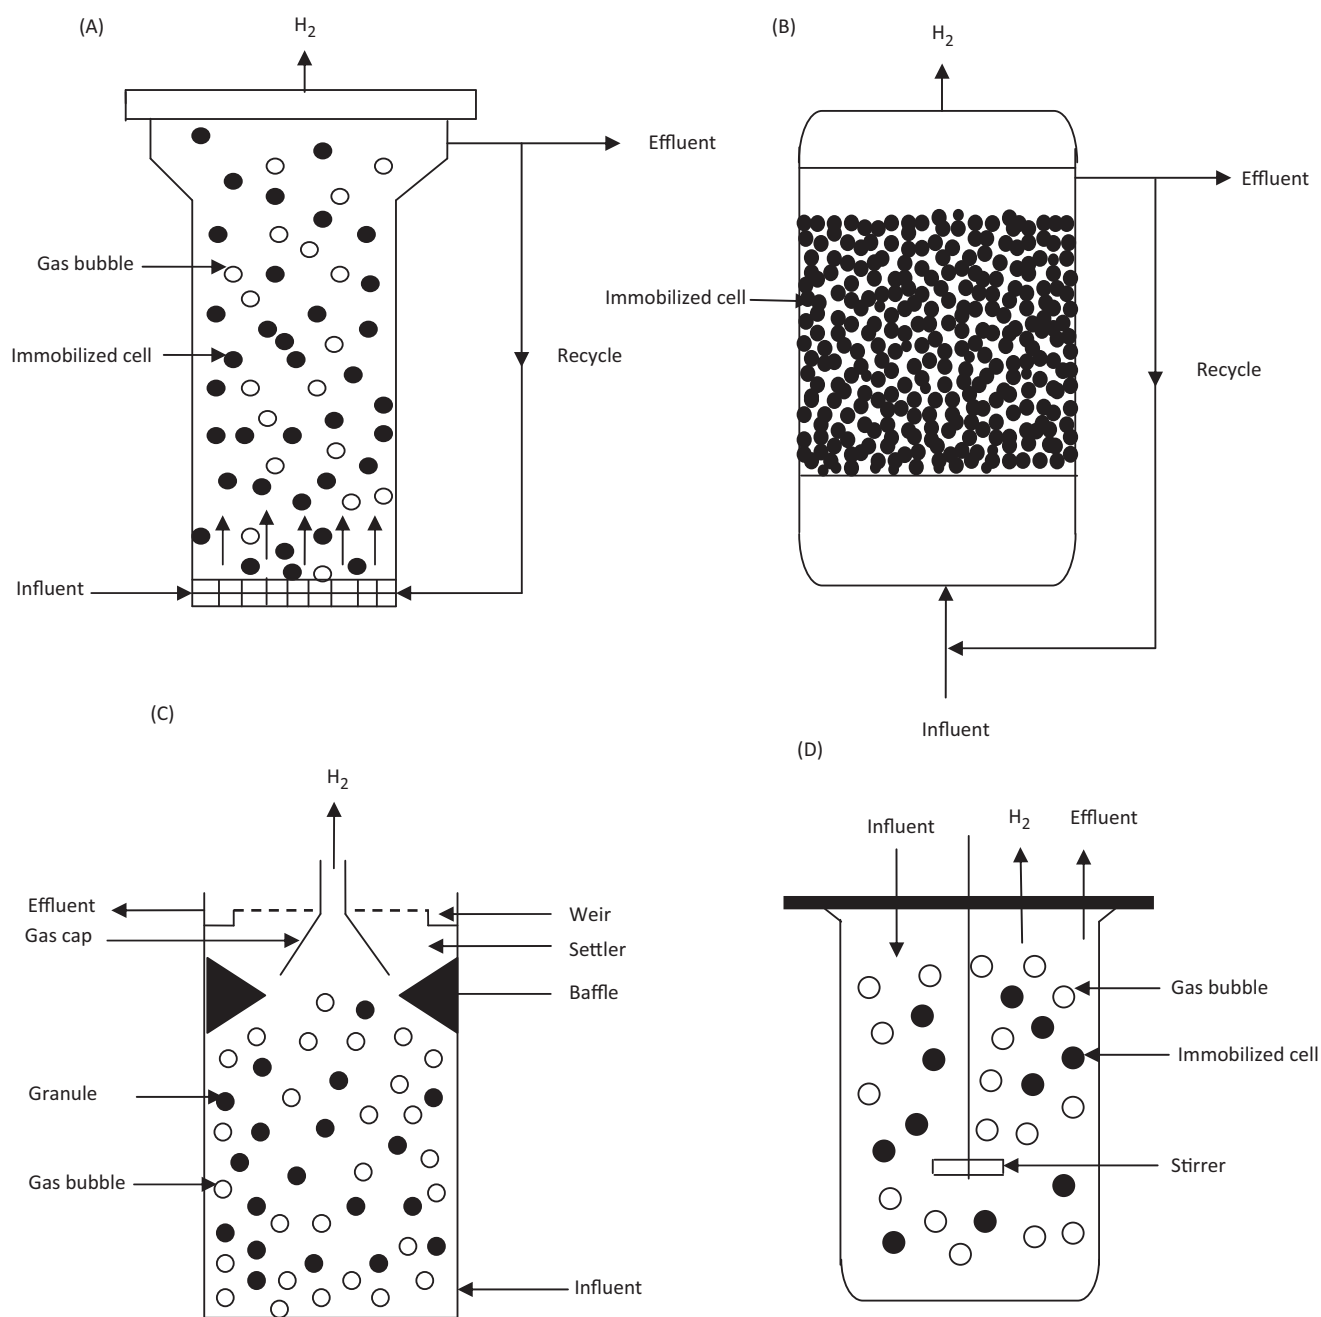 (A)
H2
Effluent
Gas bubble
Immobilized cell
Recycle
Influent
(B)
H2
Effluent
Immobilized cell
Recycle
Influent
(C)
H2
Effluent
Gas cap
Weir
Settler
Baffle
Granule
Gas bubble
Influent
(D)
Influent
H2
Effluent
Gas bubble
Immobilized cell
Stirrer